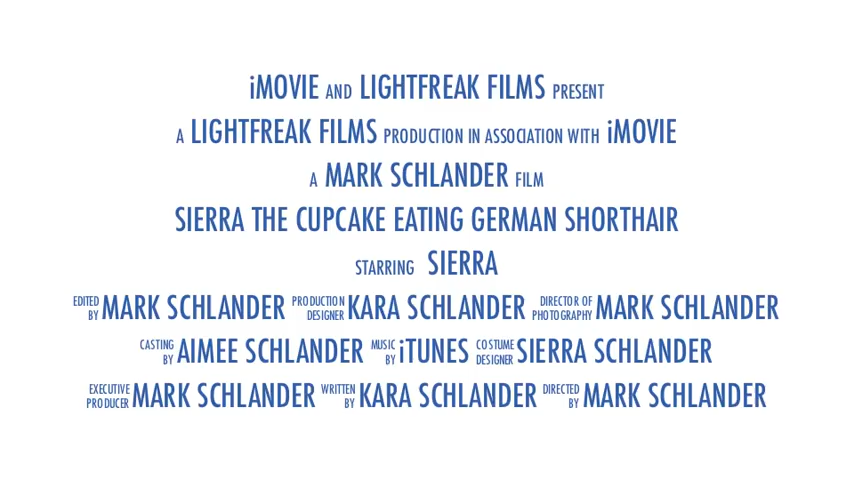 iMOVIE AND LIGHTFREAK FILMS PRESENT
A LIGHTFREAK FILMS PRODUCTION IN ASSOCIATION WITH iMOVIE
A MARK SCHLANDER FILM
SIERRA THE CUPCAKE EATING GERMAN SHORTHAIR
STARRING SIERRA
EDITED BY MARK SCHLANDER PRODUCTION DESIGNER KARA SCHLANDER DIRECTOR OF PHOTOGRAPHY MARK SCHLANDER
CASTING BY AIMEE SCHLANDER MUSIC BY iTUNES COSTUME DESIGNER SIERRA SCHLANDER
EXECUTIVE PRODUCER MARK SCHLANDER WRITTEN BY KARA SCHLANDER DIRECTED BY MARK SCHLANDER